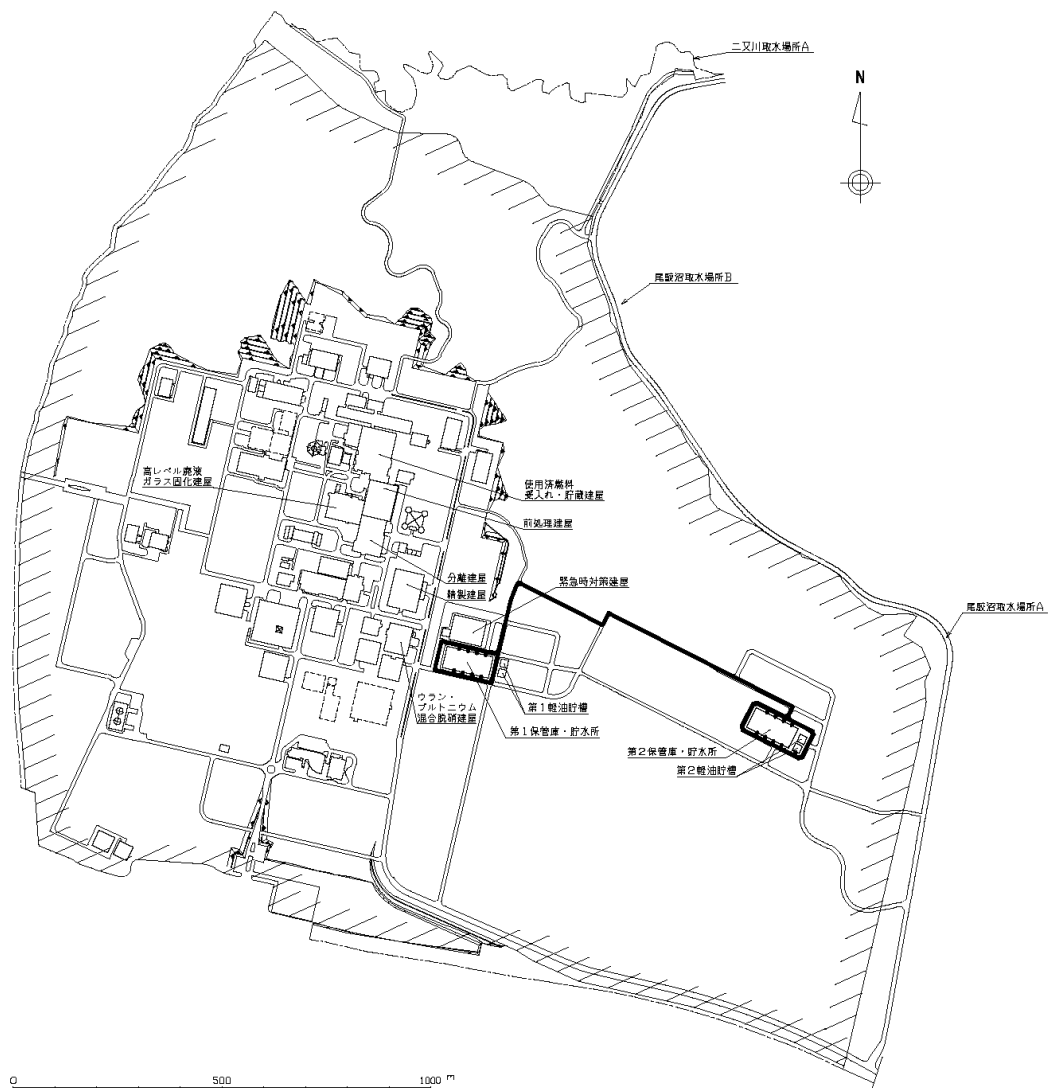 二又川取水場所A
N
尾駮沼取水場所B
高レベル廃液
ガラス固化建屋
使用済燃料
受入れ・貯蔵建屋
前処理建屋
分離建屋
精製建屋
緊急時対策建屋
尾駮沼取水場所A
ウラン・
プルトニウム
混合脱硝建屋
第1軽油貯槽
第1保管庫・貯水所
第2保管庫・貯水所
第2軽油貯槽
0
500
1000 m